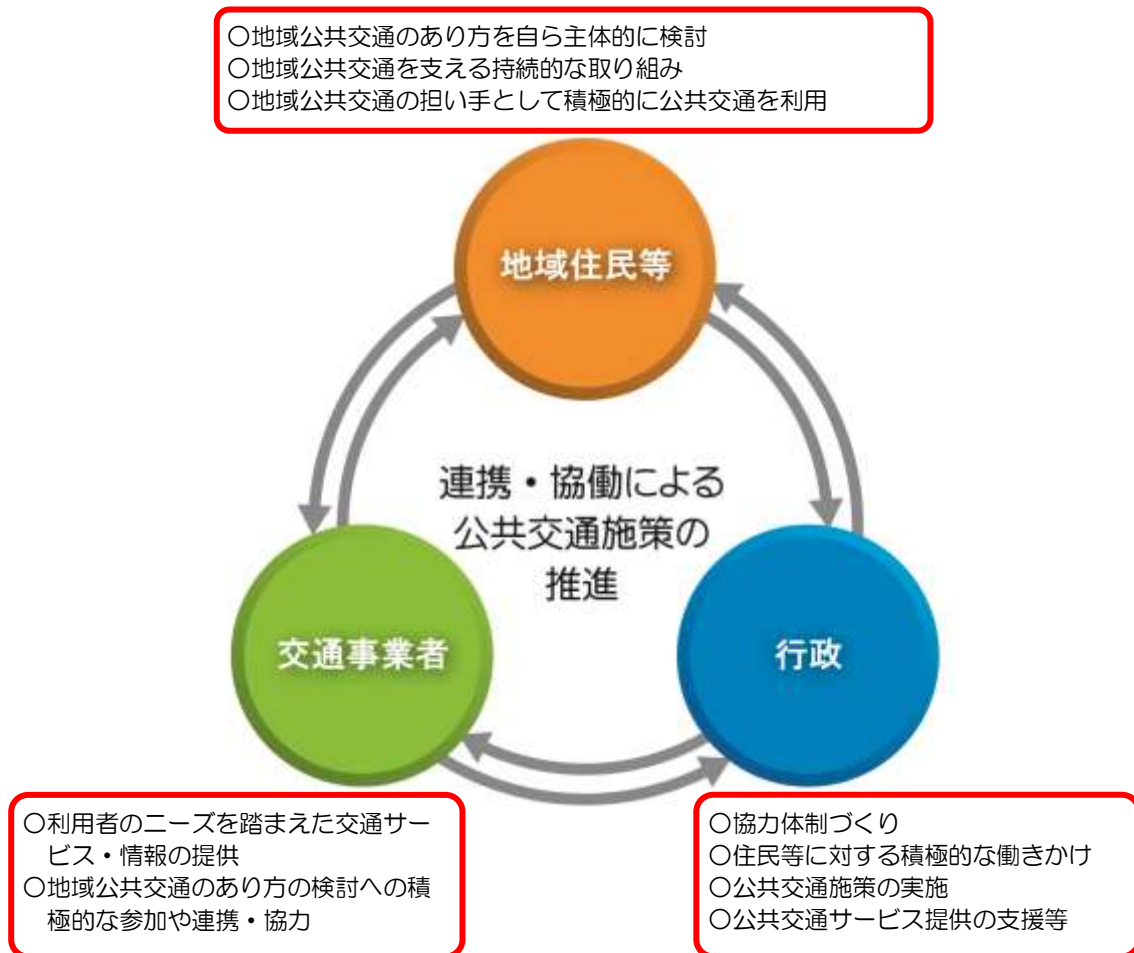 〇地域公共交通のあり方を自ら主体的に検討
〇地域公共交通を支える持続的な取り組み
〇地域公共交通の担い手として積極的に公共交通を利用
地域住民等
連携・協働による
公共交通施策の
推進
交通事業者
行政
〇利用者のニーズを踏まえた交通サー
ビス・情報の提供
〇地域公共交通のあり方の検討への積
極的な参加や連携・協力
〇協力体制づくり
〇住民等に対する積極的な働きかけ
〇公共交通施策の実施
〇公共交通サービス提供の支援等